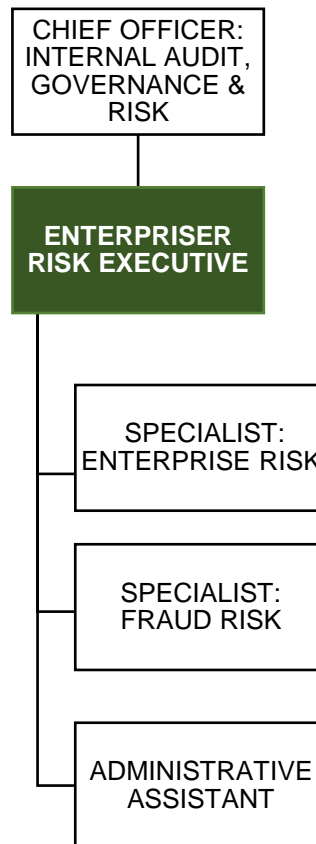 CHIEF OFFICER:
INTERNAL AUDIT,
GOVERNANCE &
RISK
ENTERPRISER
RISK EXECUTIVE
SPECIALIST:
ENTERPRISE RISK
SPECIALIST:
FRAUD RISK
ADMINISTRATIVE
ASSISTANT